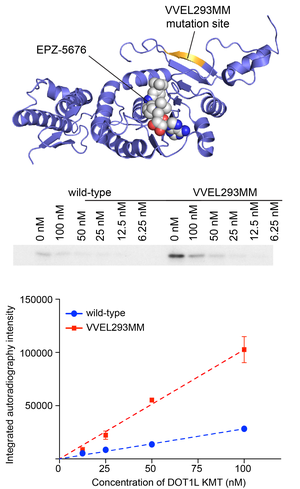 VVEL293MM
mutation site
EPZ-5676
wild-type VVEL293MM
0 nM 100 nM 50 nM 25 nM 12.5 nM 6.25 nM 0 nM 100 nM 50 nM 25 nM 12.5 nM 6.25 nM
Integrated autoradiography intensity
150000
wild-type
VVEL293MM
100000
50000
0 25 50 75 100
Concentration of DOT1L KMT (nM)